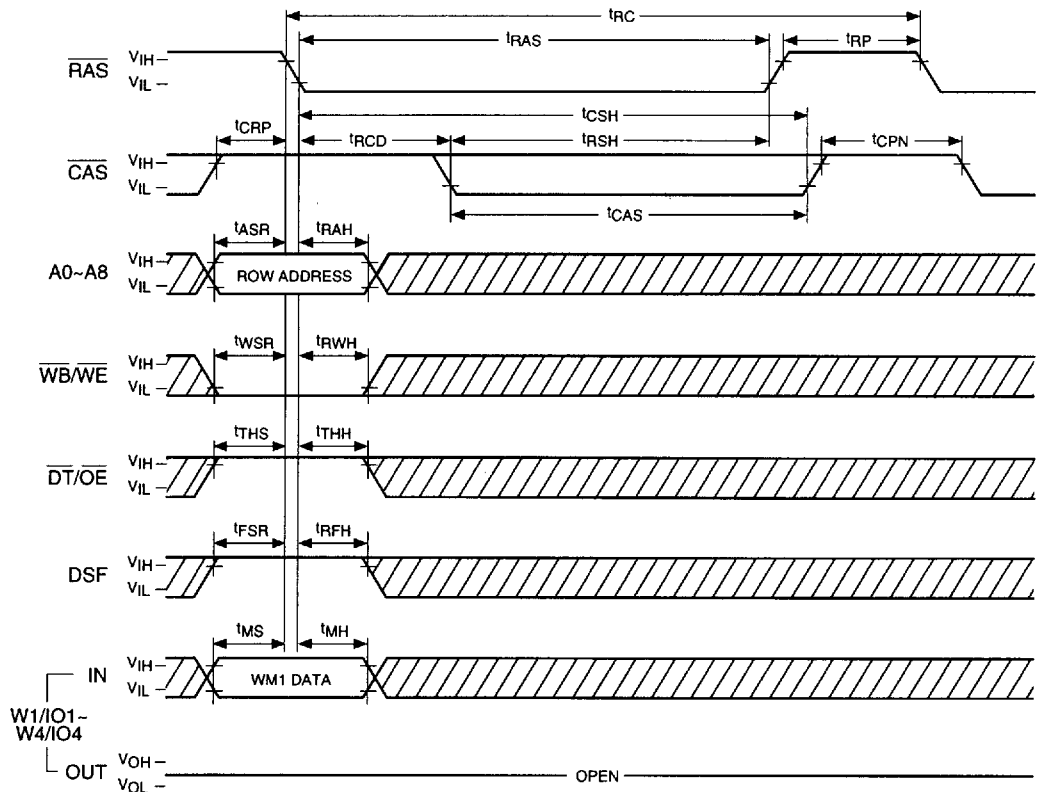 tRC
tRAS
tRP
RAS
VIH
VIL
tCSH
tCRP
tRCD
tRSH
tCPN
CAS
VIH
VIL
tCAS
tASR
tRAH
A0~A8
VIH
VIL
ROW ADDRESS
tWSR
tRWH
WB/WE
VIH
VIL
tTHS
tTHH
DT/OE
VIH
VIL
tFSR
tRFH
DSF
VIH
VIL
tMS
tMH
IN
VIH
VIL
WM1 DATA
W1/IO1~
W4/IO4
OUT
VOH
VOL
OPEN